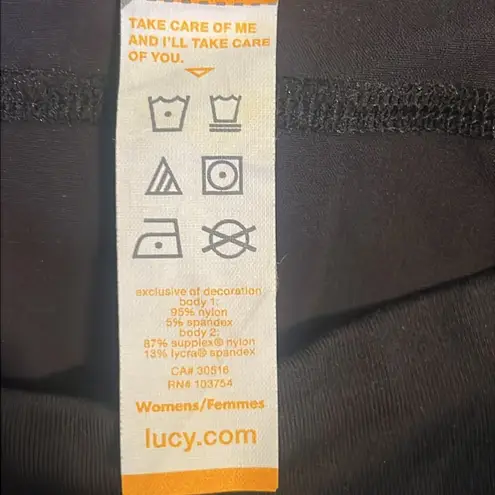 TAKE CARE OF ME
AND I'LL TAKE CARE
OF YOU.
exclusive of decoration
body 1:
95% nylon
5% spandex
body 2:
87% supplex® nylon
13% lycra® spandex
CA# 30516
RN# 103754
Womens/Femmes
lucy.com